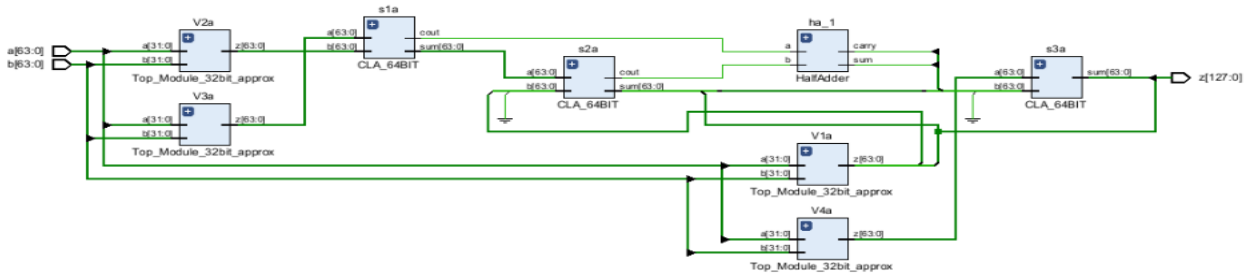 a[63:0]
b[63:0]
V2a
a[31:0]
b[31:0]
z[63:0]
Top_Module_32bit_approx
V3a
a[31:0]
b[31:0]
z[63:0]
Top_Module_32bit_approx
s1a
a[63:0]
b[63:0]
cout
sum[63:0]
CLA_64BIT
s2a
a[63:0]
b[63:0]
cout
sum[63:0]
CLA_64BIT
ha_1
a
b
carry
sum
HalfAdder
V1a
a[31:0]
b[31:0]
z[63:0]
Top_Module_32bit_approx
V4a
a[31:0]
b[31:0]
z[63:0]
Top_Module_32bit_approx
s3a
a[63:0]
b[63:0]
sum[63:0]
CLA_64BIT
z[127:0]